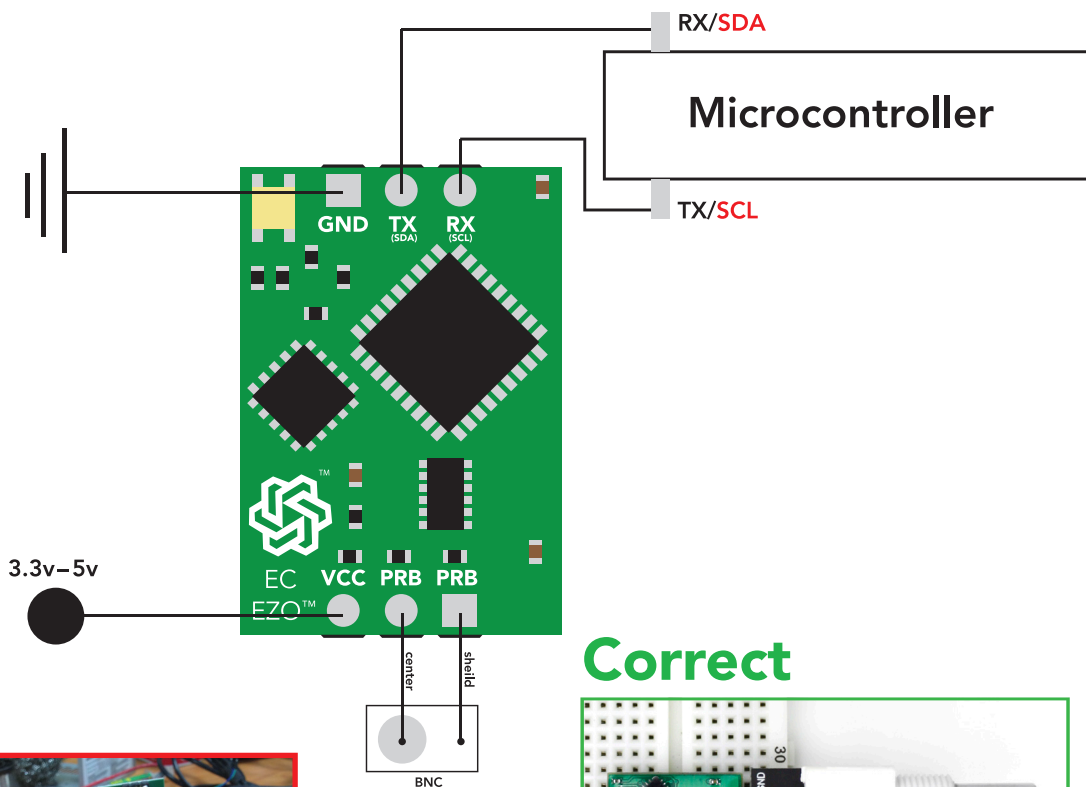 RX/SDA
Microcontroller
TX/SCL
GND TX RX
(SDA) (SCL)
™
3.3v–5v
EC VCC PRB PRB
EZO™
center
sheild
BNC
Correct
30
GND